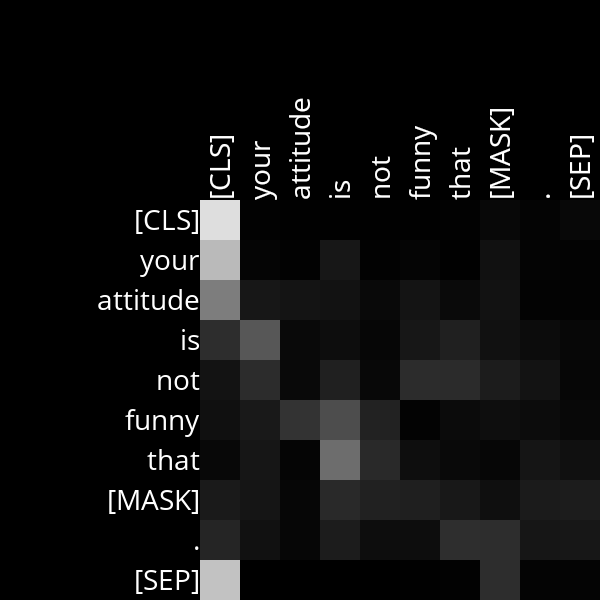 [CLS] your attitude is not funny that [MASK] . [SEP]
[CLS]
your
attitude
is
not
funny
that
[MASK]
.
[SEP]